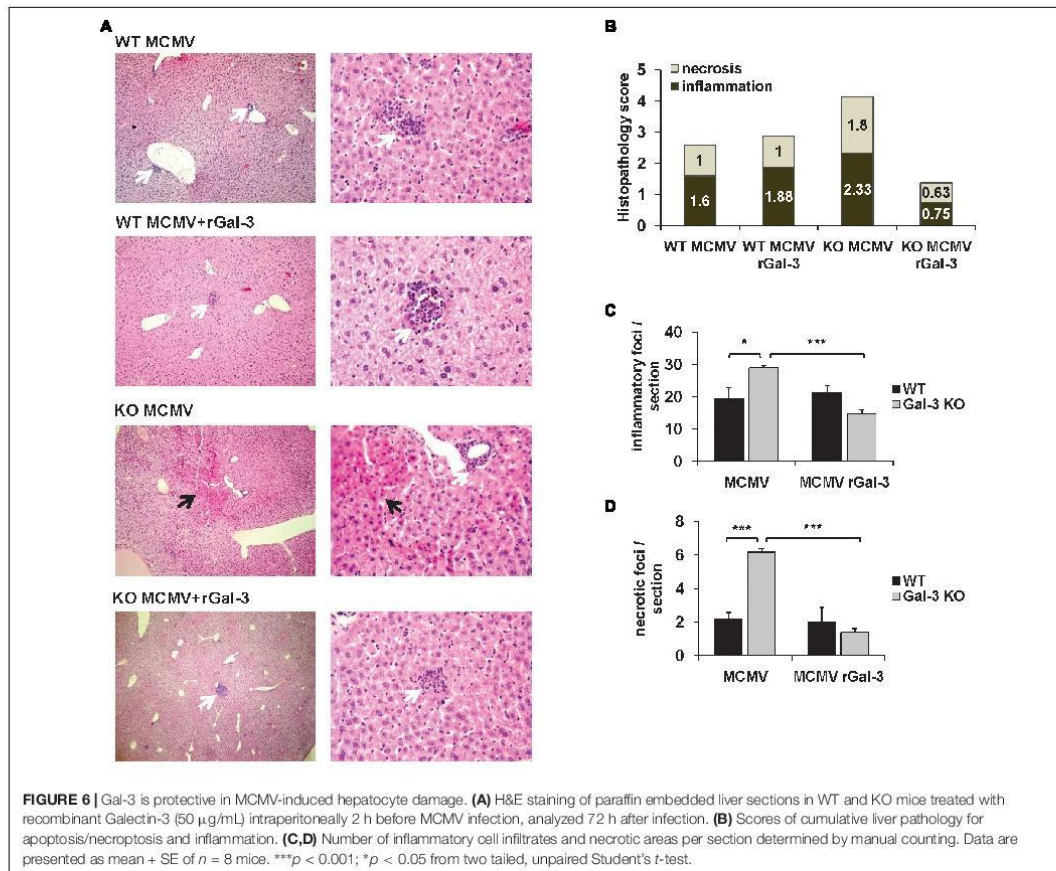 A
WT MCMV
WT MCMV+rGal-3
KO MCMV
KO MCMV+rGal-3
B
Histopathology score
5
4
3
2
1
0
necrosis
inflammation
1
1.6
1
1.88
1.8
2.33
0.63
0.75
WT MCMV
WT MCMV
rGal-3
KO MCMV
KO MCMV
rGal-3
C
inflammatory foci /
section
40
30
20
10
0
*
***
WT
Gal-3 KO
MCMV
MCMV rGal-3
D
necrotic foci /
section
8
6
4
2
0
***
***
WT
Gal-3 KO
MCMV
MCMV rGal-3
FIGURE 6 | Gal-3 is protective in MCMV-induced hepatocyte damage. (A) H&E staining of paraffin embedded liver sections in WT and KO mice treated with
recombinant Galectin-3 (50 μg/mL) intraperitoneally 2 h before MCMV infection, analyzed 72 h after infection. (B) Scores of cumulative liver pathology for
apoptosis/necroptosis and inflammation. (C,D) Number of inflammatory cell infiltrates and necrotic areas per section determined by manual counting. Data are
presented as mean + SE of n = 8 mice. ***p < 0.001; *p < 0.05 from two tailed, unpaired Student's t-test.